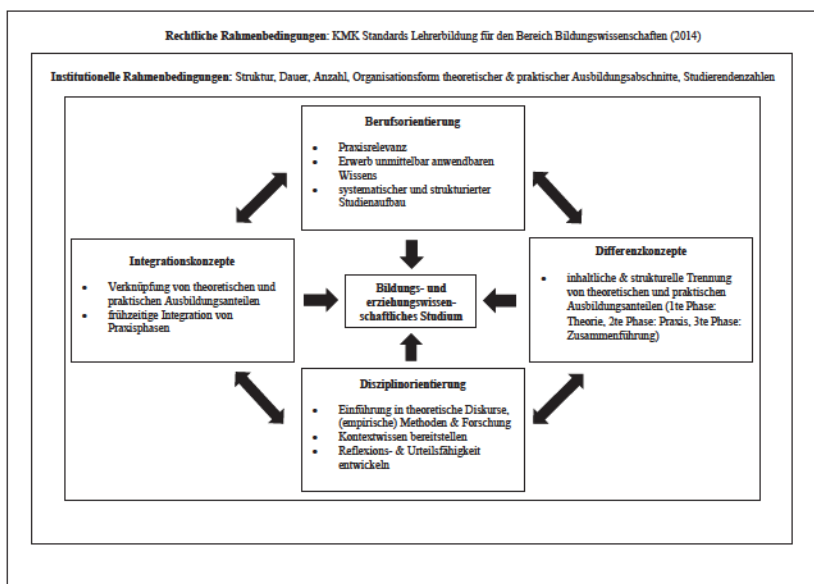 Rechtliche Rahmenbedingungen: KMK Standards Lehrerbildung für den Bereich Bildungswissenschaften (2014)
Institutionelle Rahmenbedingungen: Struktur, Dauer, Anzahl, Organisationsform theoretischer & praktischer Ausbildungsabschnitte, Studierendenzahlen
Berufsorientierung
• Praxisrelevanz
• Erwerb unmittelbar anwendbaren
Wissens
• systematischer und strukturierter
Studienaufbau
Integrationskonzepte
• Verknüpfung von theoretischen und
praktischen Ausbildungsanteilen
• frühzeitige Integration von
Praxisphasen
Bildungs- und
erziehungswissen-
schaftliches Studium
Differenzkonzepte
• inhaltliche & strukturelle Trennung
von theoretischen und praktischen
Ausbildungsanteilen (1te Phase:
Theorie, 2te Phase: Praxis, 3te Phase:
Zusammenführung)
Disziplinorientierung
• Einführung in theoretische Diskurse,
(empirische) Methoden & Forschung
• Kontextwissen bereitstellen
• Reflexions- & Urteilsfähigkeit
entwickeln